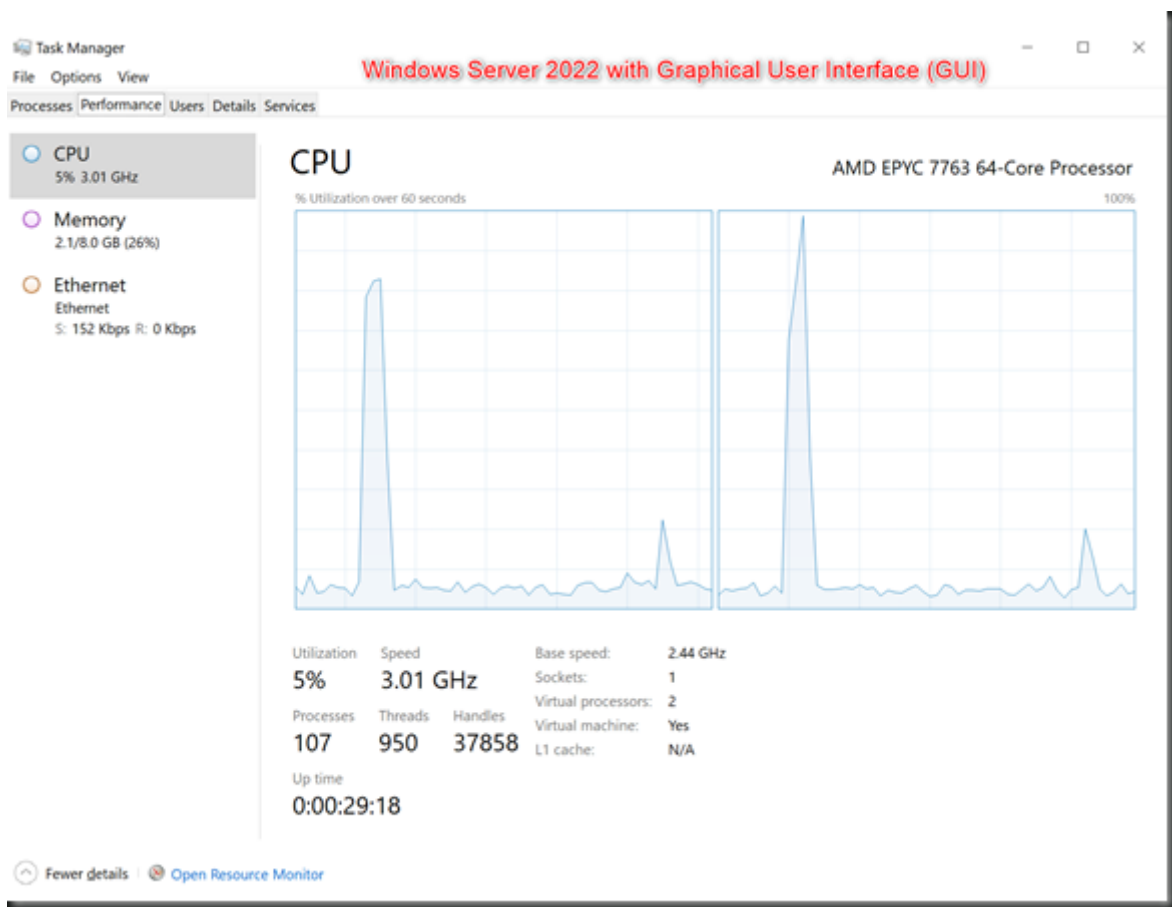 Task Manager
Windows Server 2022 with Graphical User Interface (GUI)
File Options View
Processes Performance Users Details Services
CPU
5% 3.01 GHz
Memory
2.1/8.0 GB (26%)
Ethernet
Ethernet
S: 152 Kbps R: 0 Kbps
CPU
AMD EPYC 7763 64-Core Processor
% Utilization over 60 seconds
100%
Utilization
5%
Speed
3.01 GHz
Processes
107
Threads
950
Handles
37858
Up time
0:00:29:18
Base speed: 2.44 GHz
Sockets: 1
Virtual processors: 2
Virtual machine: Yes
L1 cache: N/A
Fewer details
Open Resource Monitor